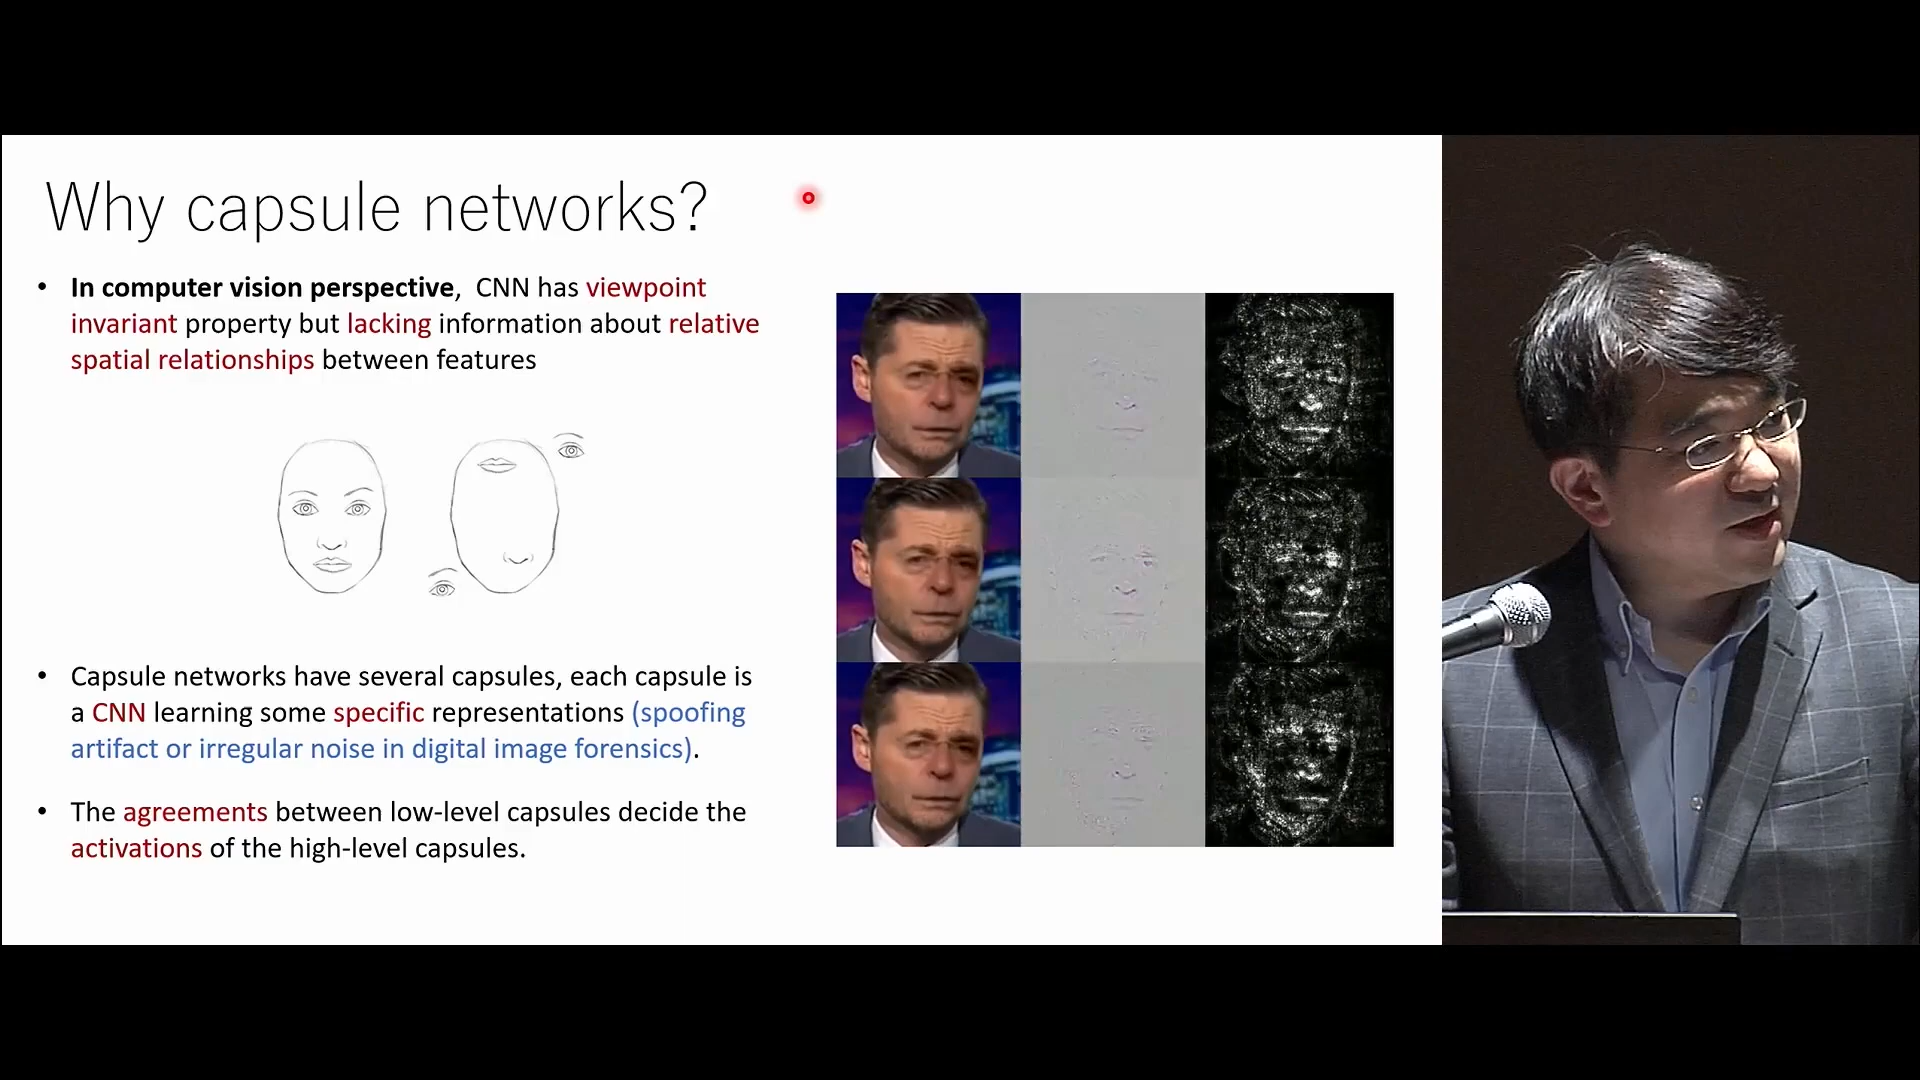 Why capsule networks?
• In computer vision perspective, CNN has viewpoint
invariant property but lacking information about relative
spatial relationships between features
• Capsule networks have several capsules, each capsule is
a CNN learning some specific representations (spoofing
artifact or irregular noise in digital image forensics).
• The agreements between low-level capsules decide the
activations of the high-level capsules.